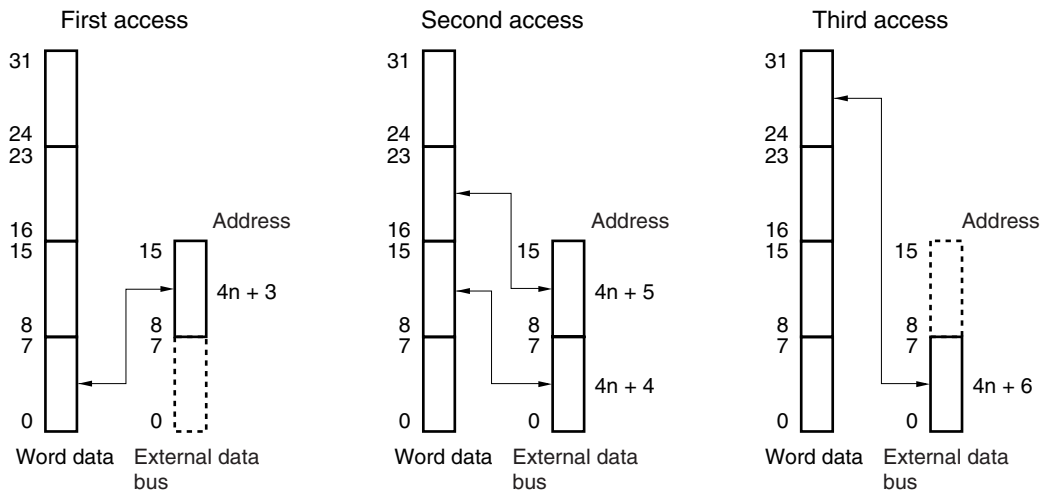 First access
31
24
23
16
15
8
7
0
Address
15
4n + 3
8
7
0
Word data
External data
bus
Second access
31
24
23
16
15
8
7
0
Address
15
4n + 5
8
7
4n + 4
0
Word data
External data
bus
Third access
31
24
23
16
15
8
7
0
Address
15
8
7
4n + 6
0
Word data
External data
bus